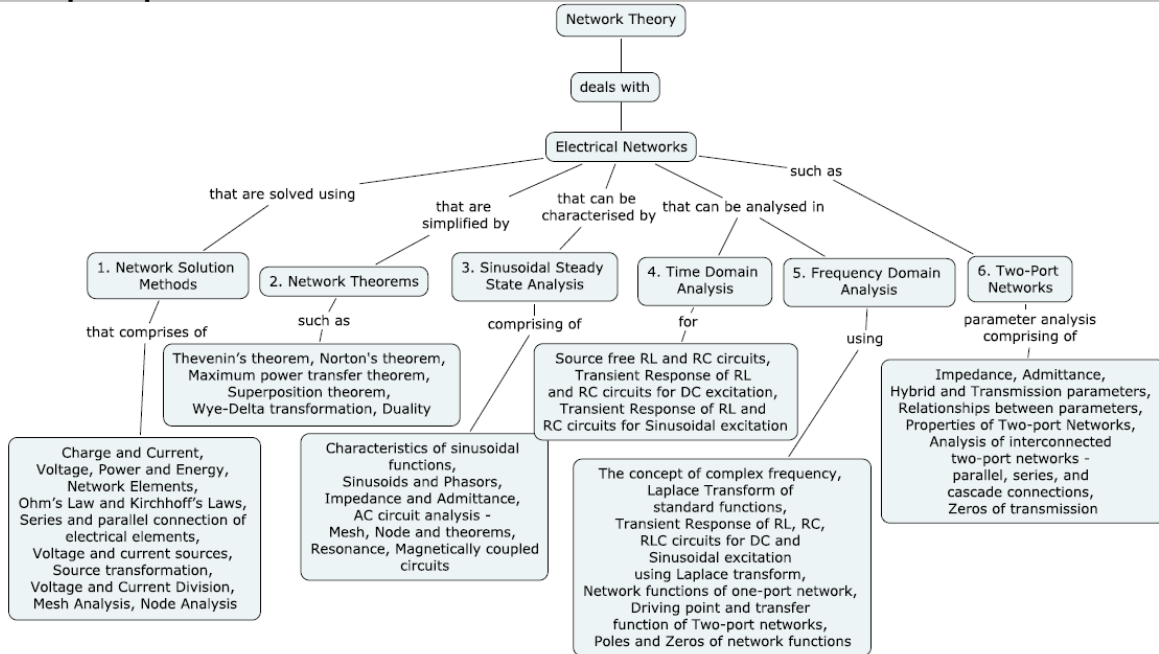 Network Theory
deals with
Electrical Networks
that are solved using
that are
simplified by
that can be
characterised by
that can be analysed in
such as
1. Network Solution
Methods
2. Network Theorems
3. Sinusoidal Steady
State Analysis
4. Time Domain
Analysis
5. Frequency Domain
Analysis
6. Two-Port
Networks
that comprises of
such as
comprising of
for
using
parameter analysis
comprising of
Charge and Current,
Voltage, Power and Energy,
Network Elements,
Ohm's Law and Kirchhoff's Laws,
Series and parallel connection of
electrical elements,
Voltage and current sources,
Source transformation,
Voltage and Current Division,
Mesh Analysis, Node Analysis
Thevenin's theorem, Norton's theorem,
Maximum power transfer theorem,
Superposition theorem,
Wye-Delta transformation, Duality
Characteristics of sinusoidal
functions,
Sinusoids and Phasors,
Impedance and Admittance,
AC circuit analysis -
Mesh, Node and theorems,
Resonance, Magnetically coupled
circuits
Source free RL and RC circuits,
Transient Response of RL
and RC circuits for DC excitation,
Transient Response of RL and
RC circuits for Sinusoidal excitation
The concept of complex frequency,
Laplace Transform of
standard functions,
Transient Response of RL, RC,
RLC circuits for DC and
Sinusoidal excitation
using Laplace transform,
Network functions of one-port network,
Driving point and transfer
function of Two-port networks,
Poles and Zeros of network functions
Impedance, Admittance,
Hybrid and Transmission parameters,
Relationships between parameters,
Properties of Two-port Networks,
Analysis of interconnected
two-port networks -
parallel, series, and
cascade connections,
Zeros of transmission